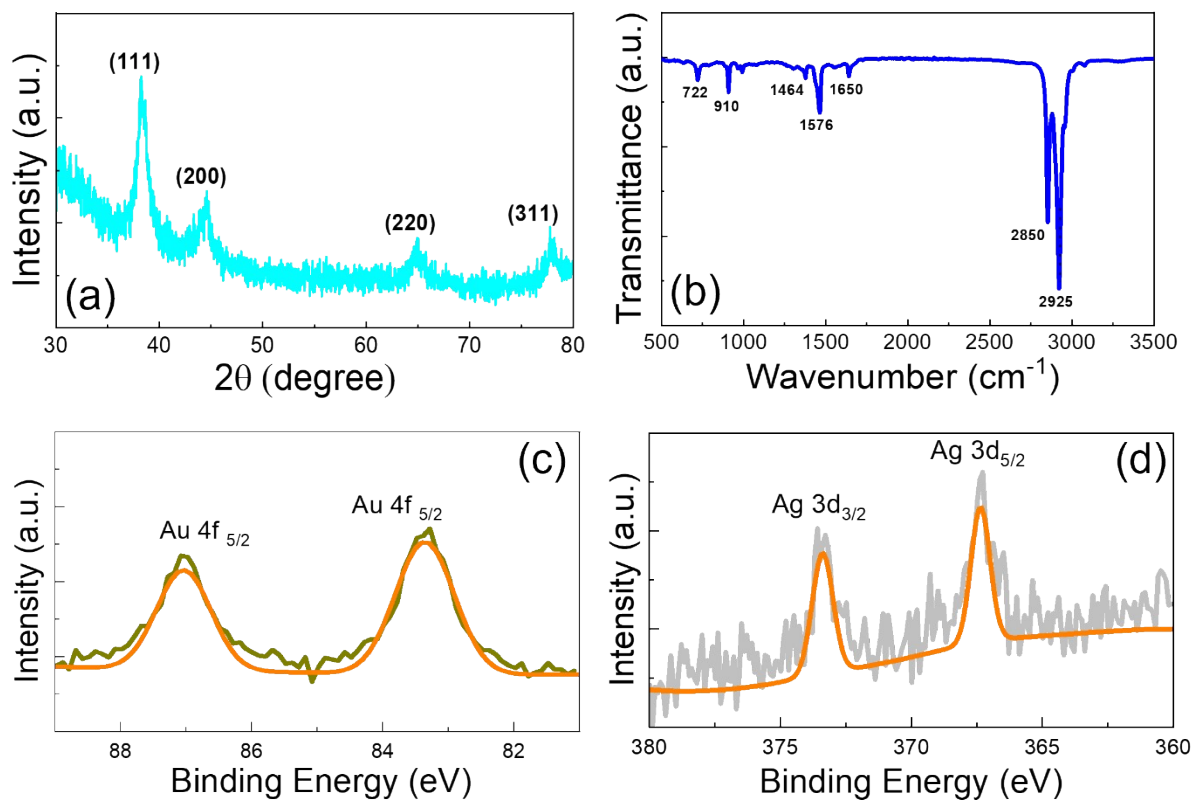 (111)
(200)
(220)
(311)
(a)
Intensity (a.u.)
30 40 50 60 70 80
2θ (degree)
(b)
Transmittance (a.u.)
722
910
1464
1576
1650
2850
2925
500 1000 1500 2000 2500 3000 3500
Wavenumber (cm⁻¹)
(c)
Au 4f 5/2
Au 4f 5/2
Intensity (a.u.)
88 86 84 82
Binding Energy (eV)
(d)
Ag 3d5/2
Ag 3d3/2
Intensity (a.u.)
380 375 370 365 360
Binding Energy (eV)